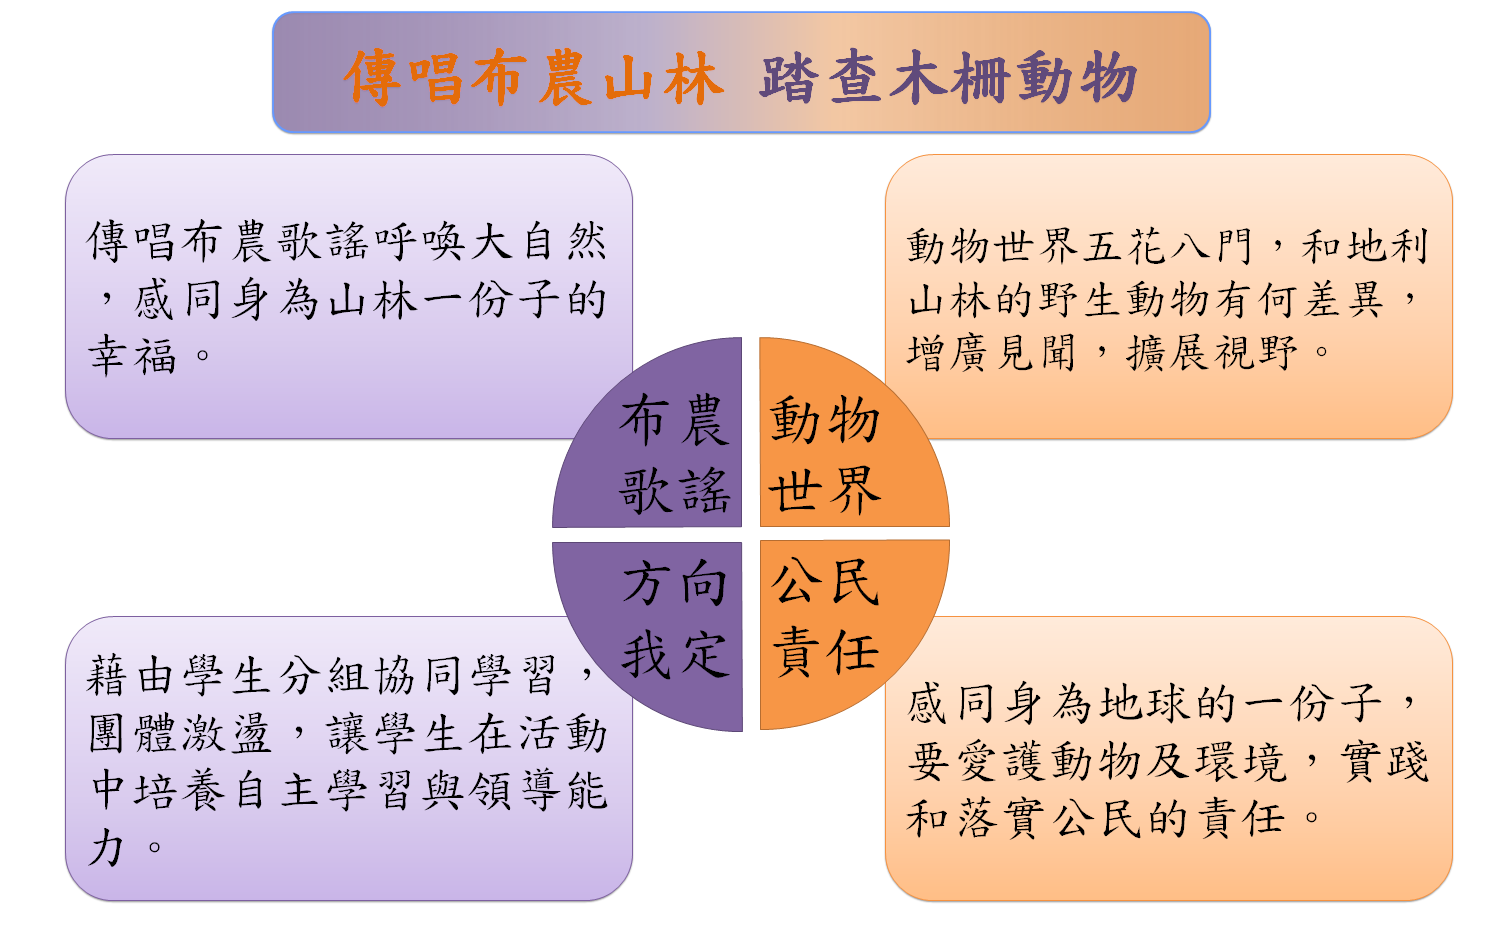 傳唱布農山林 踏查木柵動物
傳唱布農歌謠呼喚大自然
，感同身為山林一份子的
幸福。
動物世界五花八門，和地利
山林的野生動物有何差異，
增廣見聞，擴展視野。
布農
歌謠
動物
世界
方向
我定
公民
責任
藉由學生分組協同學習，
團體激盪，讓學生在活動
中培養自主學習與領導能
力。
感同身為地球的一份子，
要愛護動物及環境，實踐
和落實公民的責任。